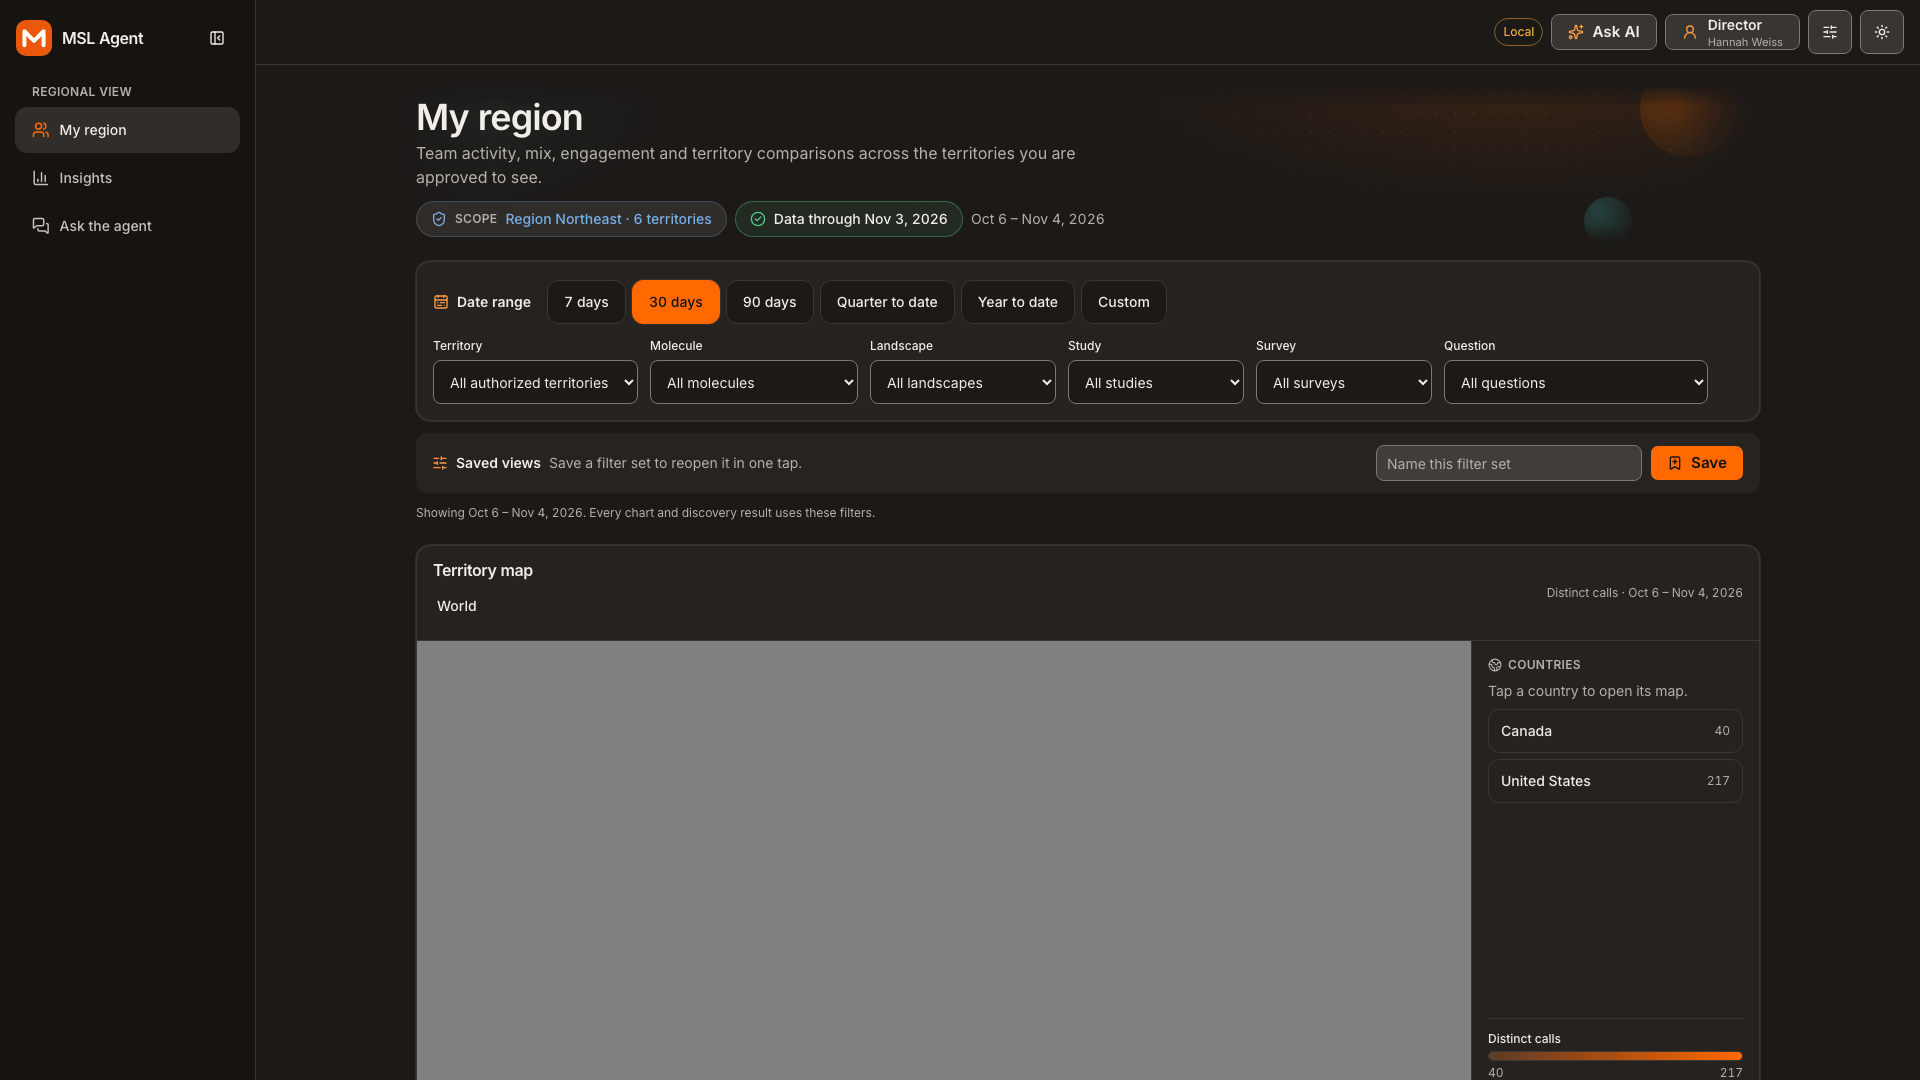 MSL Agent
Local
Ask AI
Director
Hannah Weiss
REGIONAL VIEW
My region
Insights
Ask the agent
My region
Team activity, mix, engagement and territory comparisons across the territories you are
approved to see.
SCOPE Region Northeast · 6 territories
Data through Nov 3, 2026
Oct 6 – Nov 4, 2026
Date range
7 days
30 days
90 days
Quarter to date
Year to date
Custom
Territory
Molecule
Landscape
Study
Survey
Question
All authorized territories
All molecules
All landscapes
All studies
All surveys
All questions
Saved views Save a filter set to reopen it in one tap.
Name this filter set
Save
Showing Oct 6 – Nov 4, 2026. Every chart and discovery result uses these filters.
Territory map
World
Distinct calls · Oct 6 – Nov 4, 2026
COUNTRIES
Tap a country to open its map.
Canada 40
United States 217
Distinct calls
40 217